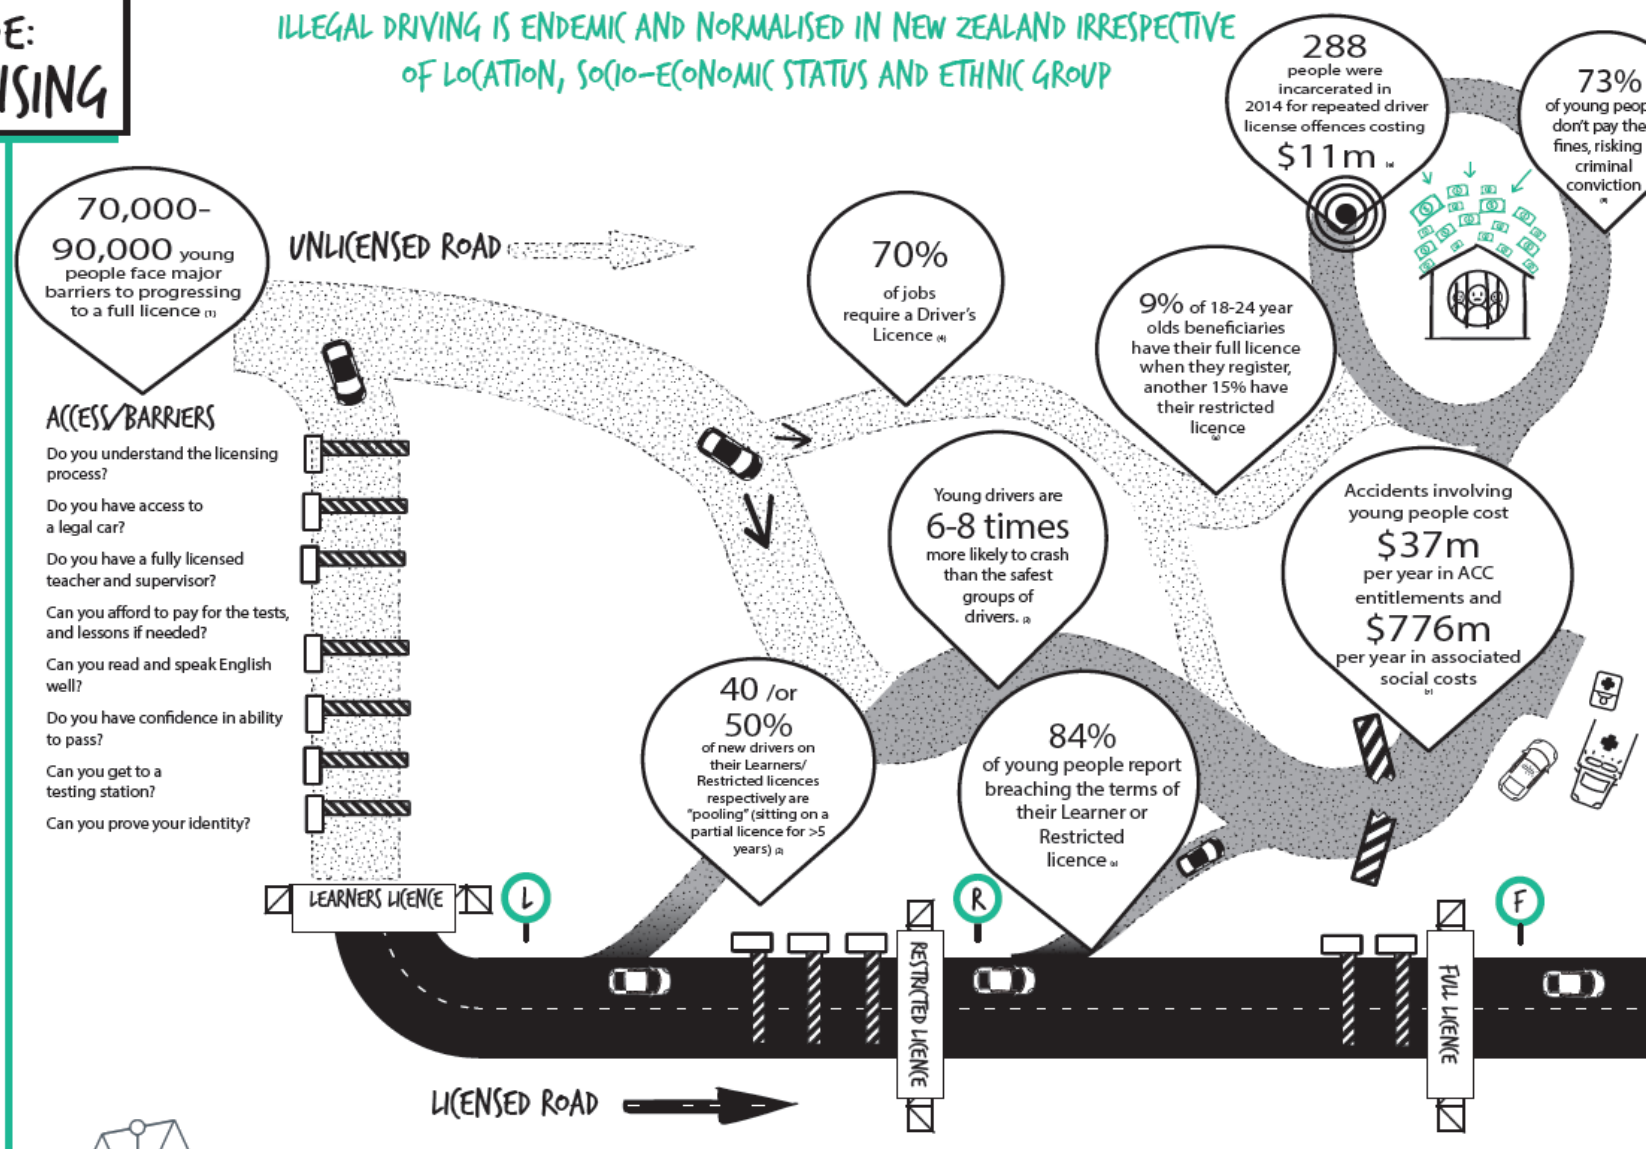 E:
ISING
ILLEGAL DRIVING IS ENDEMIC AND NORMALISED IN NEW ZEALAND IRRESPECTIVE
OF LOCATION, SOCIO-ECONOMIC STATUS AND ETHNIC GROUP
288
people were
incarcerated in
2014 for repeated driver
license offences costing
$11m
73%
of young peop
don't pay the
fines, risking
criminal
conviction
70,000-
90,000 young
people face major
barriers to progressing
to a full licence (1)
UNLICENSED ROAD
70%
of jobs
require a Driver's
Licence (4)
9% of 18-24 year
olds beneficiaries
have their full licence
when they register,
another 15% have
their restricted
licence
ACCESS/BARRIERS
Do you understand the licensing
process?
Do you have access to
a legal car?
Do you have a fully licensed
teacher and supervisor?
Can you afford to pay for the tests,
and lessons if needed?
Can you read and speak English
well?
Do you have confidence in ability
to pass?
Can you get to a
testing station?
Can you prove your identity?
Young drivers are
6-8 times
more likely to crash
than the safest
groups of
drivers.
Accidents involving
young people cost
$37m
per year in ACC
entitlements and
$776m
per year in associated
social costs
40 /or
50%
of new drivers on
their Learners/
Restricted licences
respectively are
"pooling" (sitting on a
partial licence for >5
years) (2)
84%
of young people report
breaching the terms of
their Learner or
Restricted
licence
LEARNERS LICENCE
L
R
F
RESTRICTED LICENCE
FULL LICENCE
LICENSED ROAD